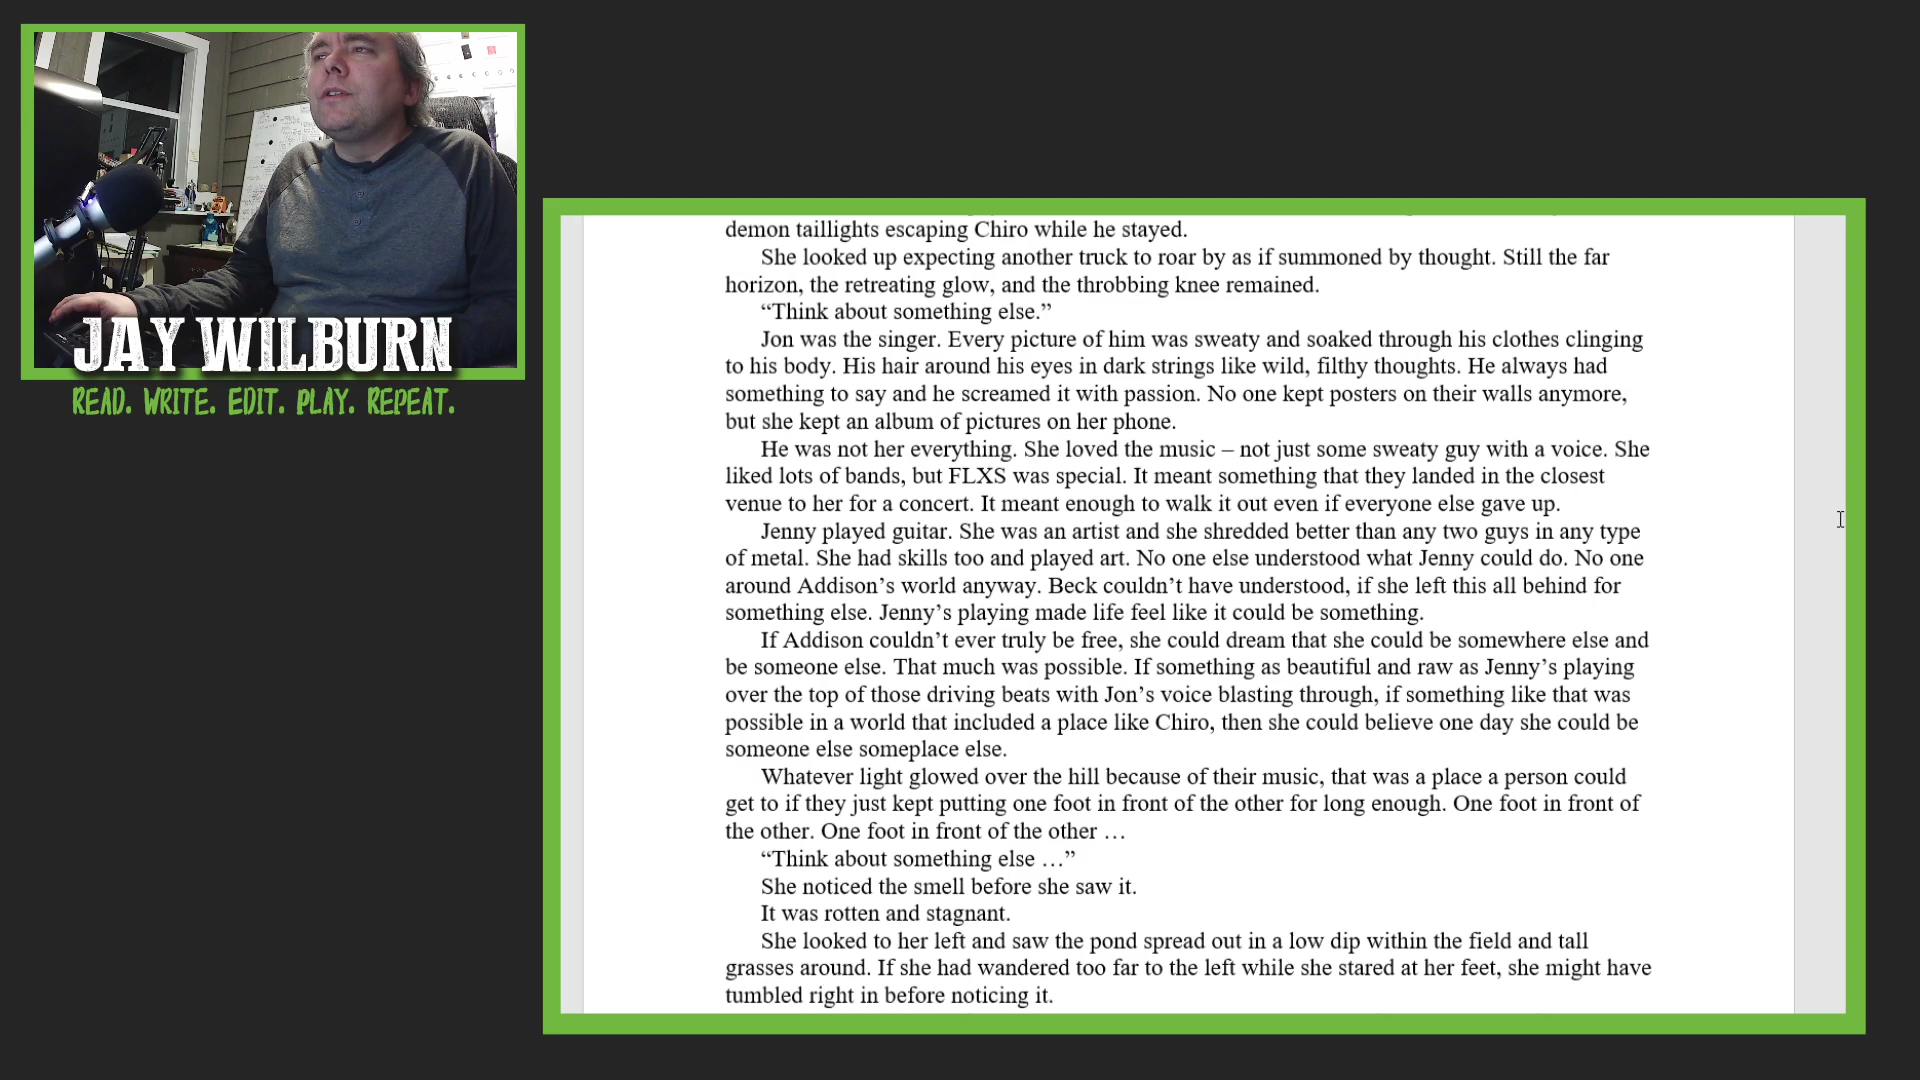 JAY WILBURN
READ. WRITE. EDIT. PLAY. REPEAT.
demon taillights escaping Chiro while he stayed.
She looked up expecting another truck to roar by as if summoned by thought. Still the far
horizon, the retreating glow, and the throbbing knee remained.
“Think about something else.”
Jon was the singer. Every picture of him was sweaty and soaked through his clothes clinging
to his body. His hair around his eyes in dark strings like wild, filthy thoughts. He always had
something to say and he screamed it with passion. No one kept posters on their walls anymore,
but she kept an album of pictures on her phone.
He was not her everything. She loved the music – not just some sweaty guy with a voice. She
liked lots of bands, but FLXS was special. It meant something that they landed in the closest
venue to her for a concert. It meant enough to walk it out even if everyone else gave up.
Jenny played guitar. She was an artist and she shredded better than any two guys in any type
of metal. She had skills too and played art. No one else understood what Jenny could do. No one
around Addison’s world anyway. Beck couldn’t have understood, if she left this all behind for
something else. Jenny’s playing made life feel like it could be something.
If Addison couldn’t ever truly be free, she could dream that she could be somewhere else and
be someone else. That much was possible. If something as beautiful and raw as Jenny’s playing
over the top of those driving beats with Jon’s voice blasting through, if something like that was
possible in a world that included a place like Chiro, then she could believe one day she could be
someone else someplace else.
Whatever light glowed over the hill because of their music, that was a place a person could
get to if they just kept putting one foot in front of the other for long enough. One foot in front of
the other. One foot in front of the other …
“Think about something else …”
She noticed the smell before she saw it.
It was rotten and stagnant.
She looked to her left and saw the pond spread out in a low dip within the field and tall
grasses around. If she had wandered too far to the left while she stared at her feet, she might have
tumbled right in before noticing it.